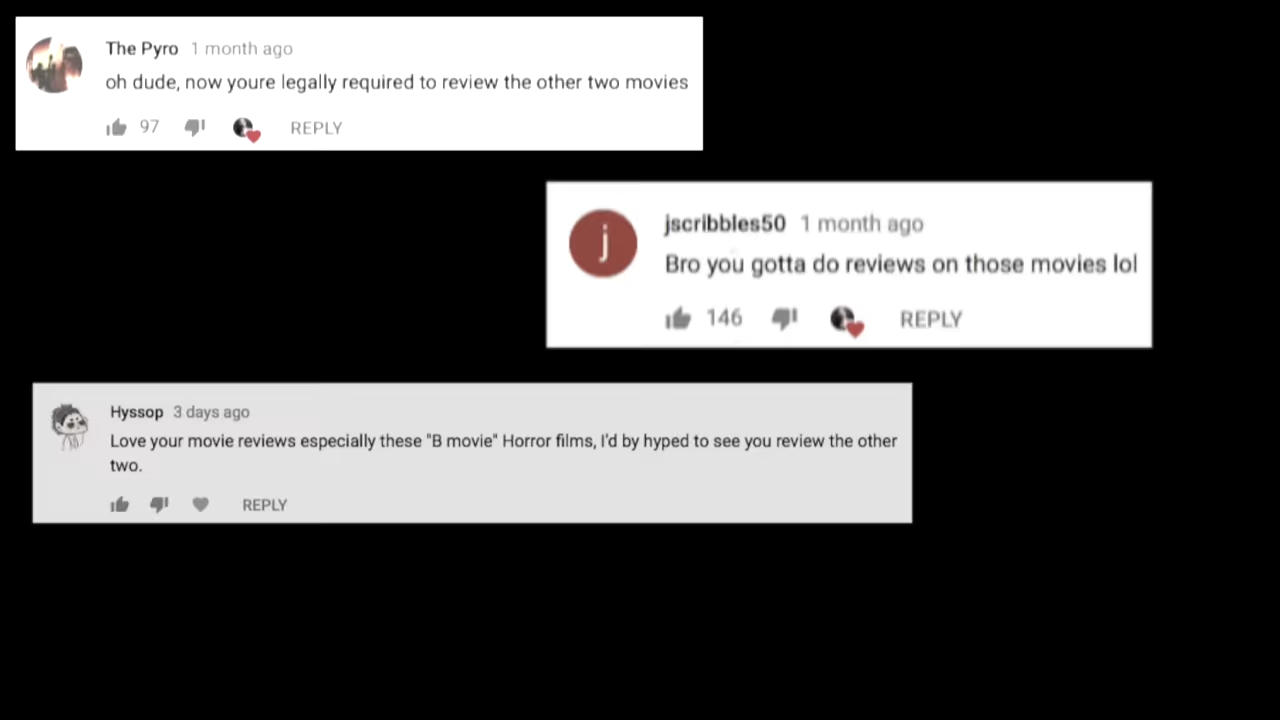 The Pyro 1 month ago
oh dude, now youre legally required to review the other two movies
97 REPLY
j
jscribbles50 1 month ago
Bro you gotta do reviews on those movies lol
146 REPLY
Hyssop 3 days ago
Love your movie reviews especially these "B movie" Horror films, I'd by hyped to see you review the other
two.
REPLY